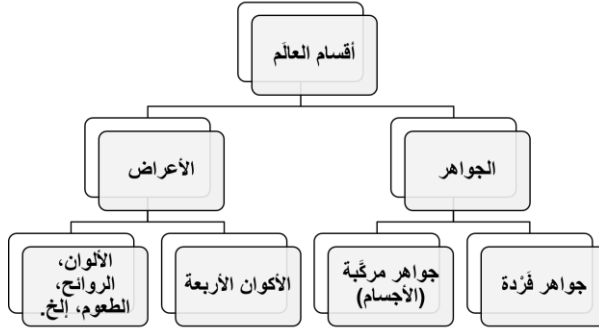 أقسام العالَم
الجواهر
الأعراض
جواهر فَرْدة
جواهر مركَّبة
(الأجسام)
الأكوان الأربعة
الألوان،
الروائح،
الطعوم، إلخ.